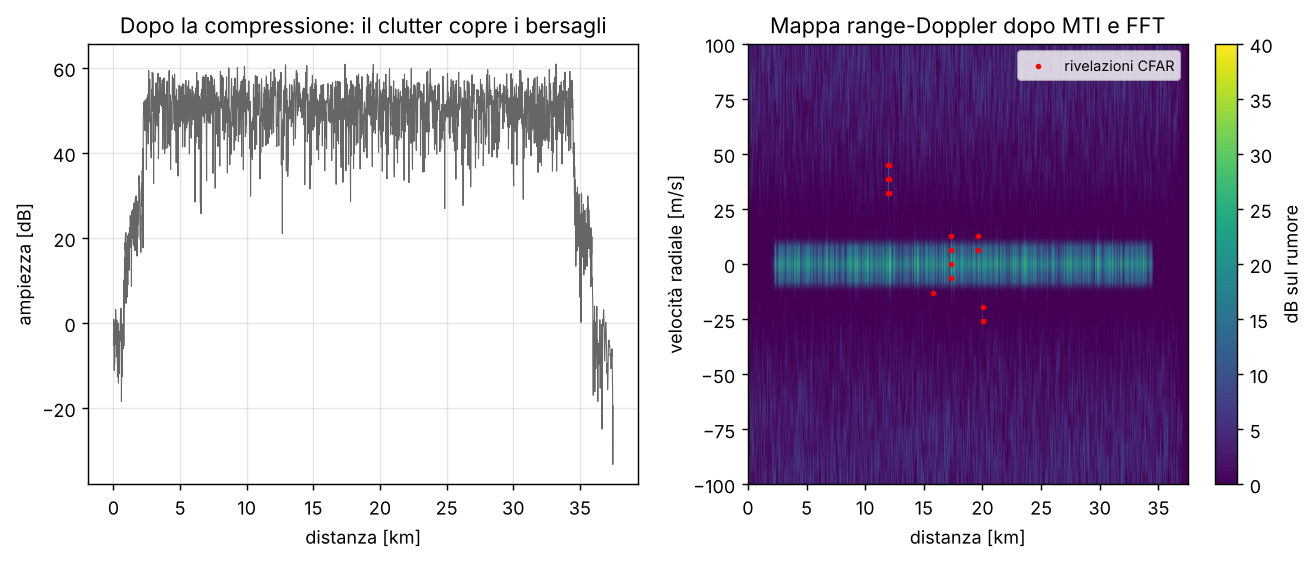 Dopo la compressione: il clutter copre i bersagli
60
40
20
0
−20
ampiezza [dB]
0 5 10 15 20 25 30 35
distanza [km]
Mappa range-Doppler dopo MTI e FFT
rivelazioni CFAR
100
75
50
25
0
−25
−50
−75
−100
velocità radiale [m/s]
0 5 10 15 20 25 30 35
distanza [km]
40
35
30
25
20
15
10
5
0
dB sul rumore